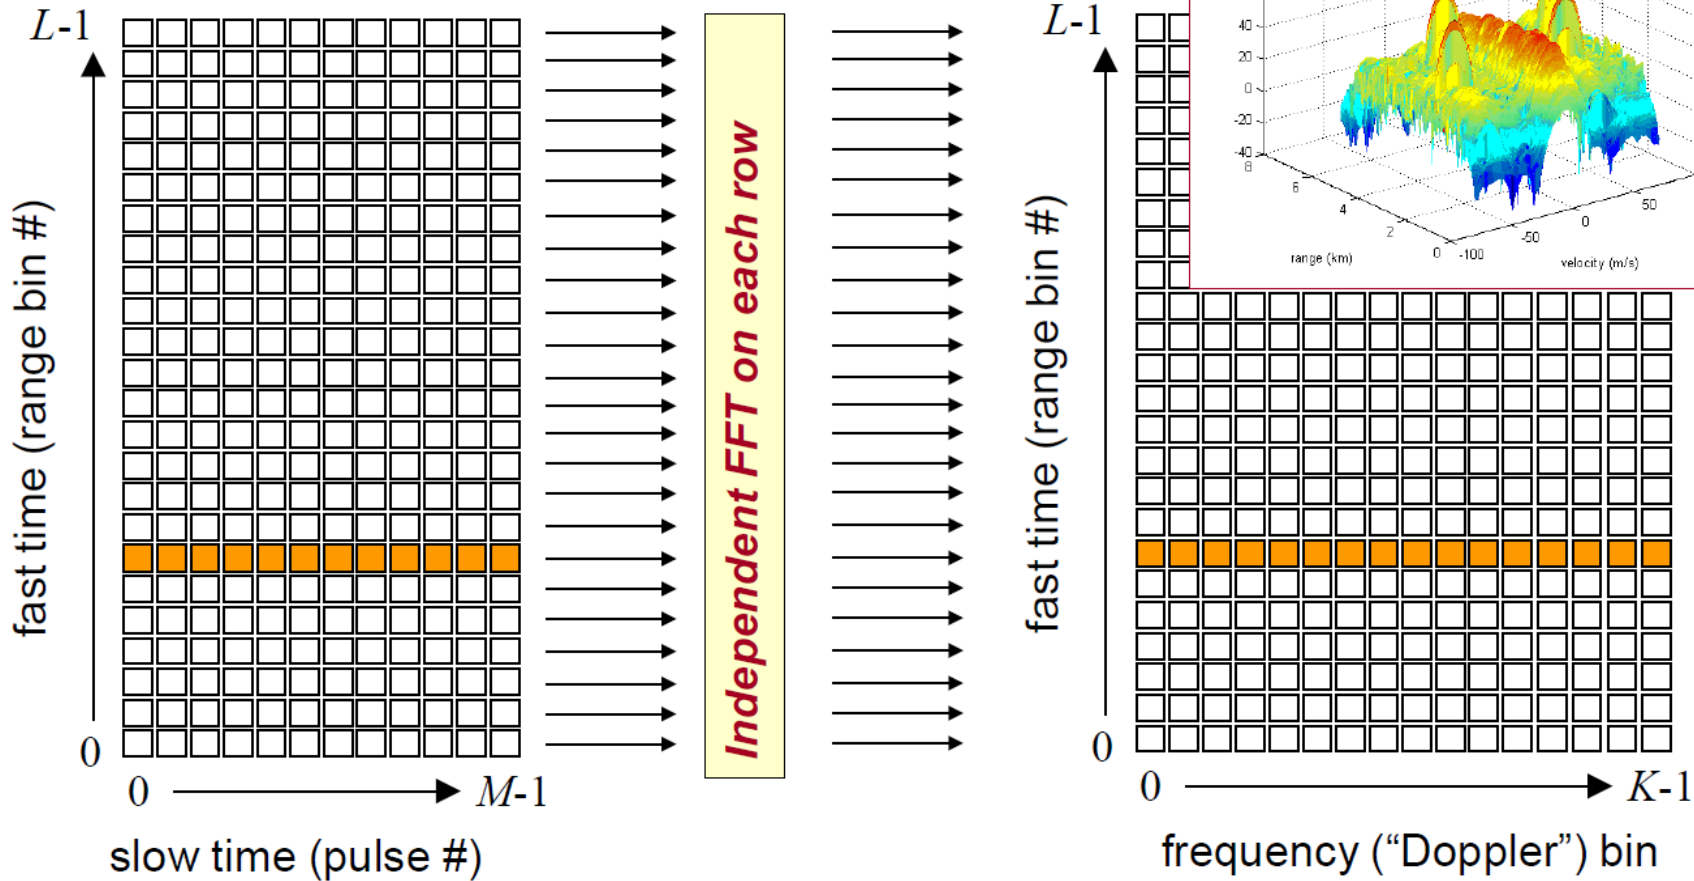 L-1
fast time (range bin #)
0
0
M-1
slow time (pulse #)
Independent FFT on each row
L-1
fast time (range bin #)
0
0
K-1
frequency ("Doppler") bin
40
20
0
-20
-40
8
6
4
2
0
-100
-50
0
50
range (km)
velocity (m/s)